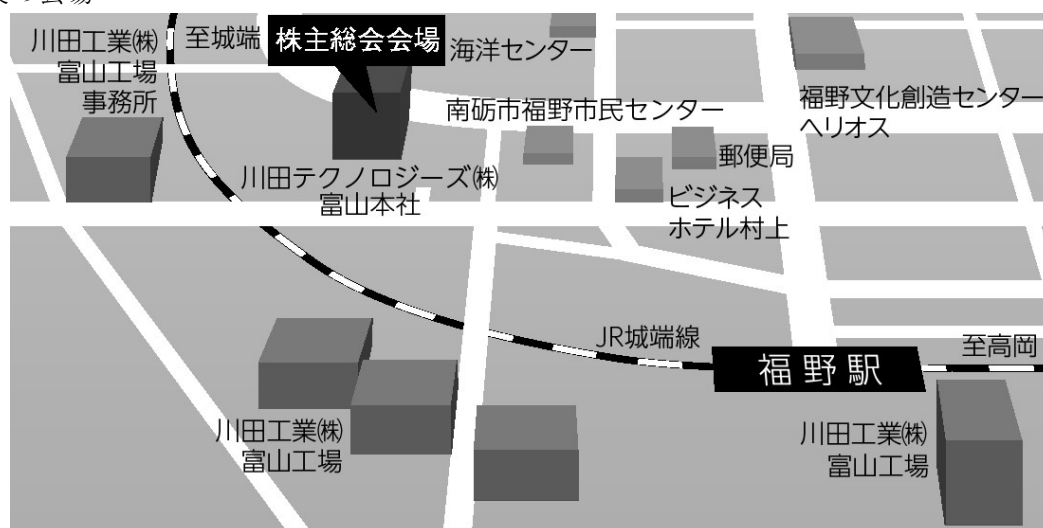 川田工業㈱
富山工場
事務所
至城端
株主総会会場
海洋センター
南砺市福野市民センター
福野文化創造センター
ヘリオス
郵便局
川田テクノロジーズ㈱
富山本社
ビジネス
ホテル村上
JR城端線
至高岡
福野駅
川田工業㈱
富山工場
川田工業㈱
富山工場